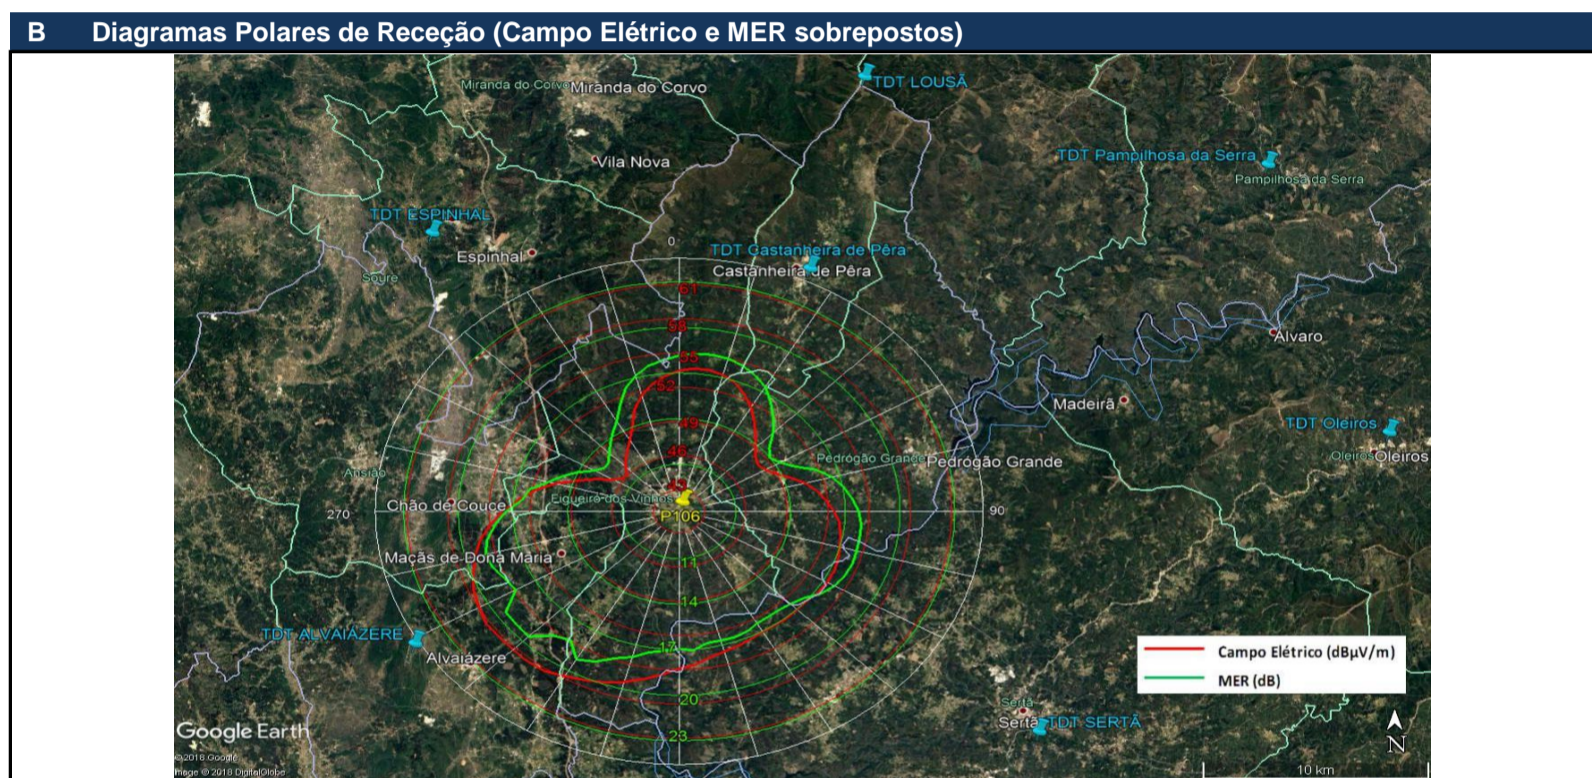 B Diagramas Polares de Receção (Campo Elétrico e MER sobrepostos)
TDT LOUSÃ
Miranda do Corvo Miranda do Corvo
TDT Pampilhosa da Serra
Vila Nova
Pampilhosa da Serra
TDT ESPINHAL
0
TDT Castanheira de Pêra
Espinhal
Castanheira de Pêra
Soure
61
58
Álvaro
55
52
Madeirã
49
TDT Oleiros
46
Pedrógão Grande Pedrógão Grande
Oleiros Oleiros
Ansião
43
Figueiró dos Vinhos
Chão de Couce
270
P106
90
Maçãs de Dona Maria
11
14
TDT ALVAIÁZERE
17
Alvaiázere
Campo Elétrico (dBµV/m)
MER (dB)
20
Sertã
Sertã TDT SERTÃ
23
Google Earth
N
© 2018 Google
Image © 2018 DigitalGlobe
10 km